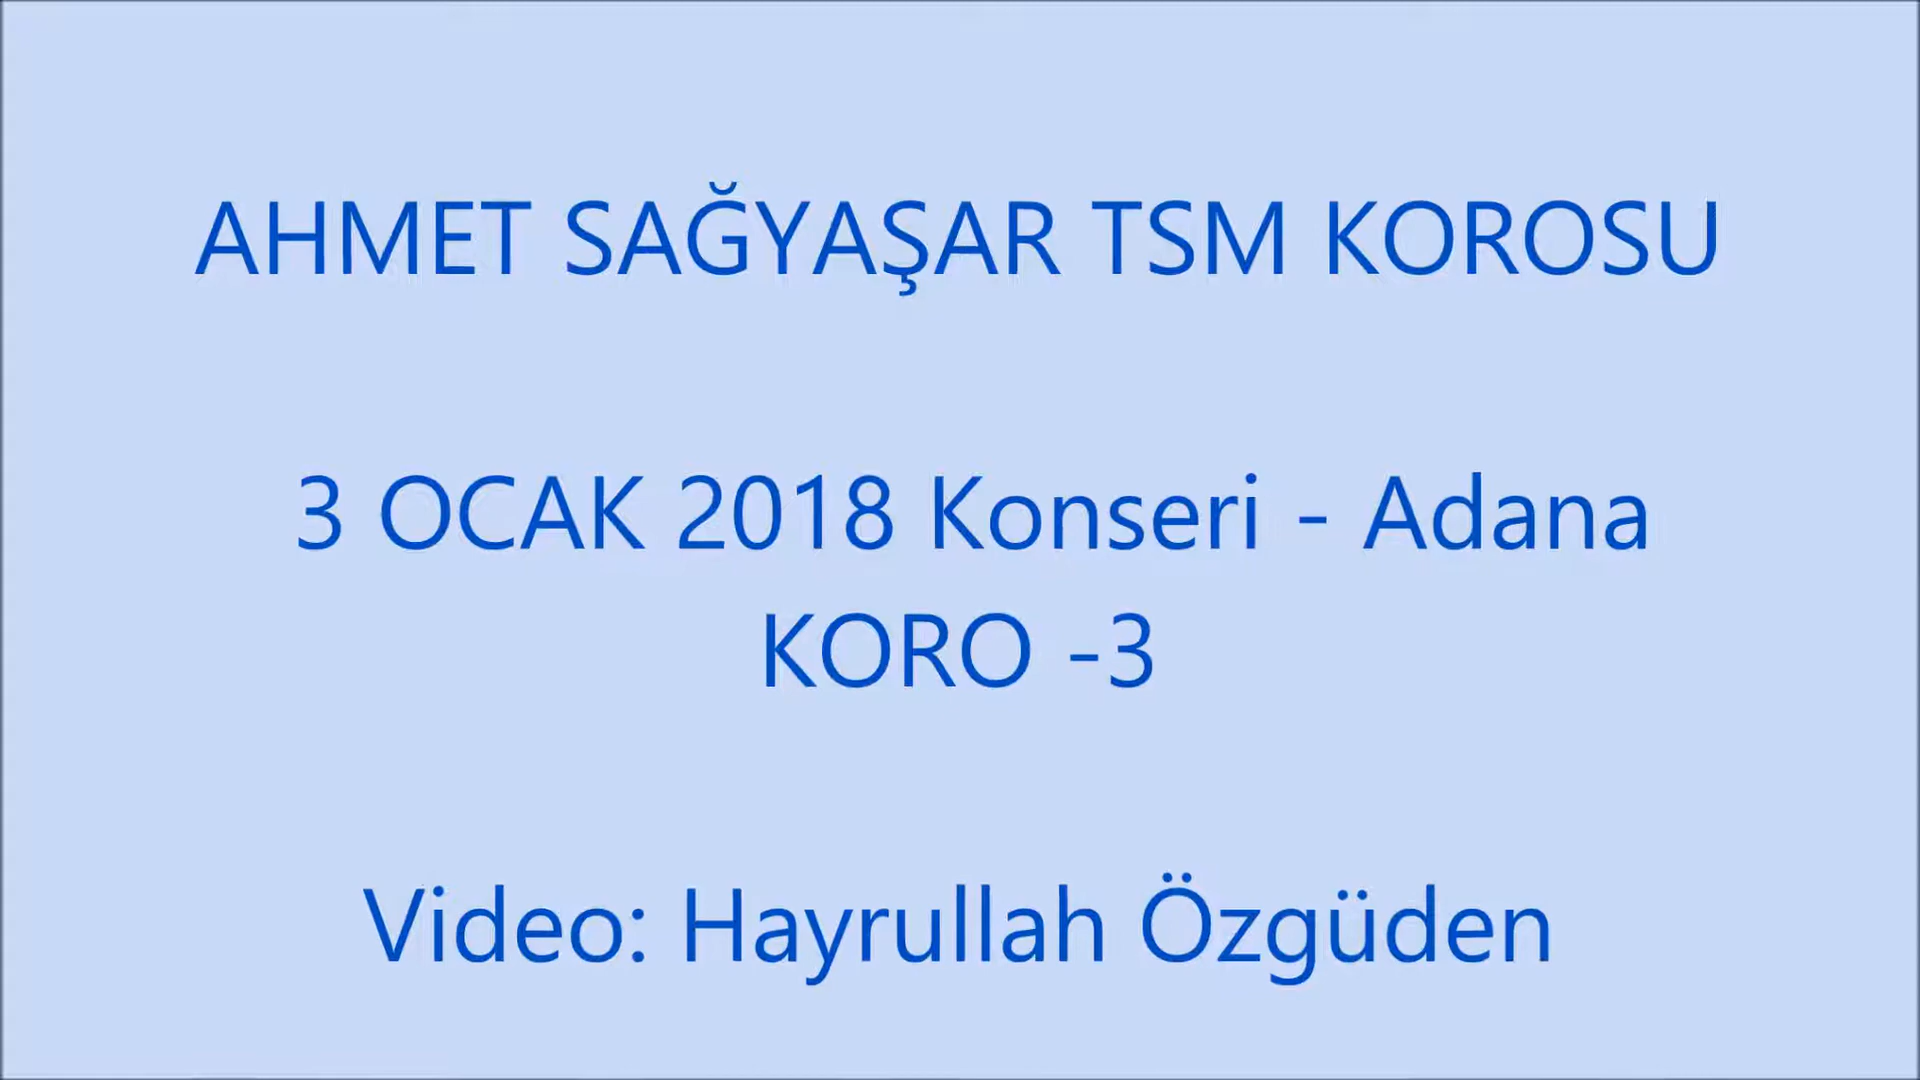 AHMET SAĞYAŞAR TSM KOROSU
3 OCAK 2018 Konseri - Adana
KORO -3
Video: Hayrullah Özgüden